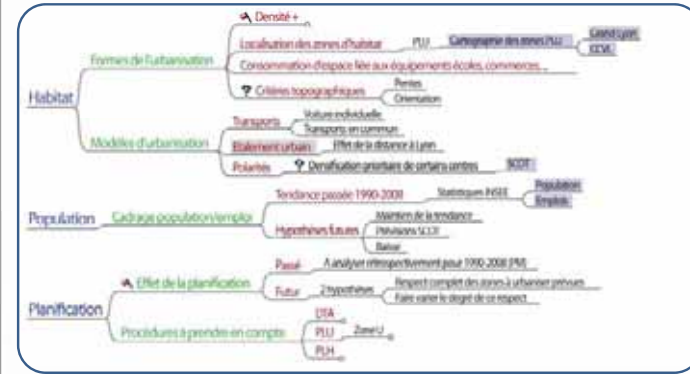 Densité +
Localisation des zones d'habitat
PLU
Cartographie des zones PLU
Grand Lyon
CCVL
Formes de l'urbanisation
Consommation d'espace liée aux équipements écoles, commerces...
Critères topographiques
Pentes
Orientation
Habitat
Transports
Voiture individuelle
Transports en commun
Modèles d'urbanisation
Etalement urbain
Effet de la distance à Lyon
Polarités
Densification prioritaire de certains centres
SCOT
Tendance passée 1990-2008
Statistiques INSEE
Population
Emplois
Population
Cadrage population/emploi
Hypothèses futures
Maintien de la tendance
Prévisions SCOT
Baisse
Passé
A analyser rétrospectivement pour 1990-2008 (PM)
Effet de la planification
Futur
2 hypothèses
Respect complet des zones à urbaniser prévues
Faire varier le degré de ce respect
Planification
Procédures à prendre en compte
DTA
PLU
Zone U
PLH